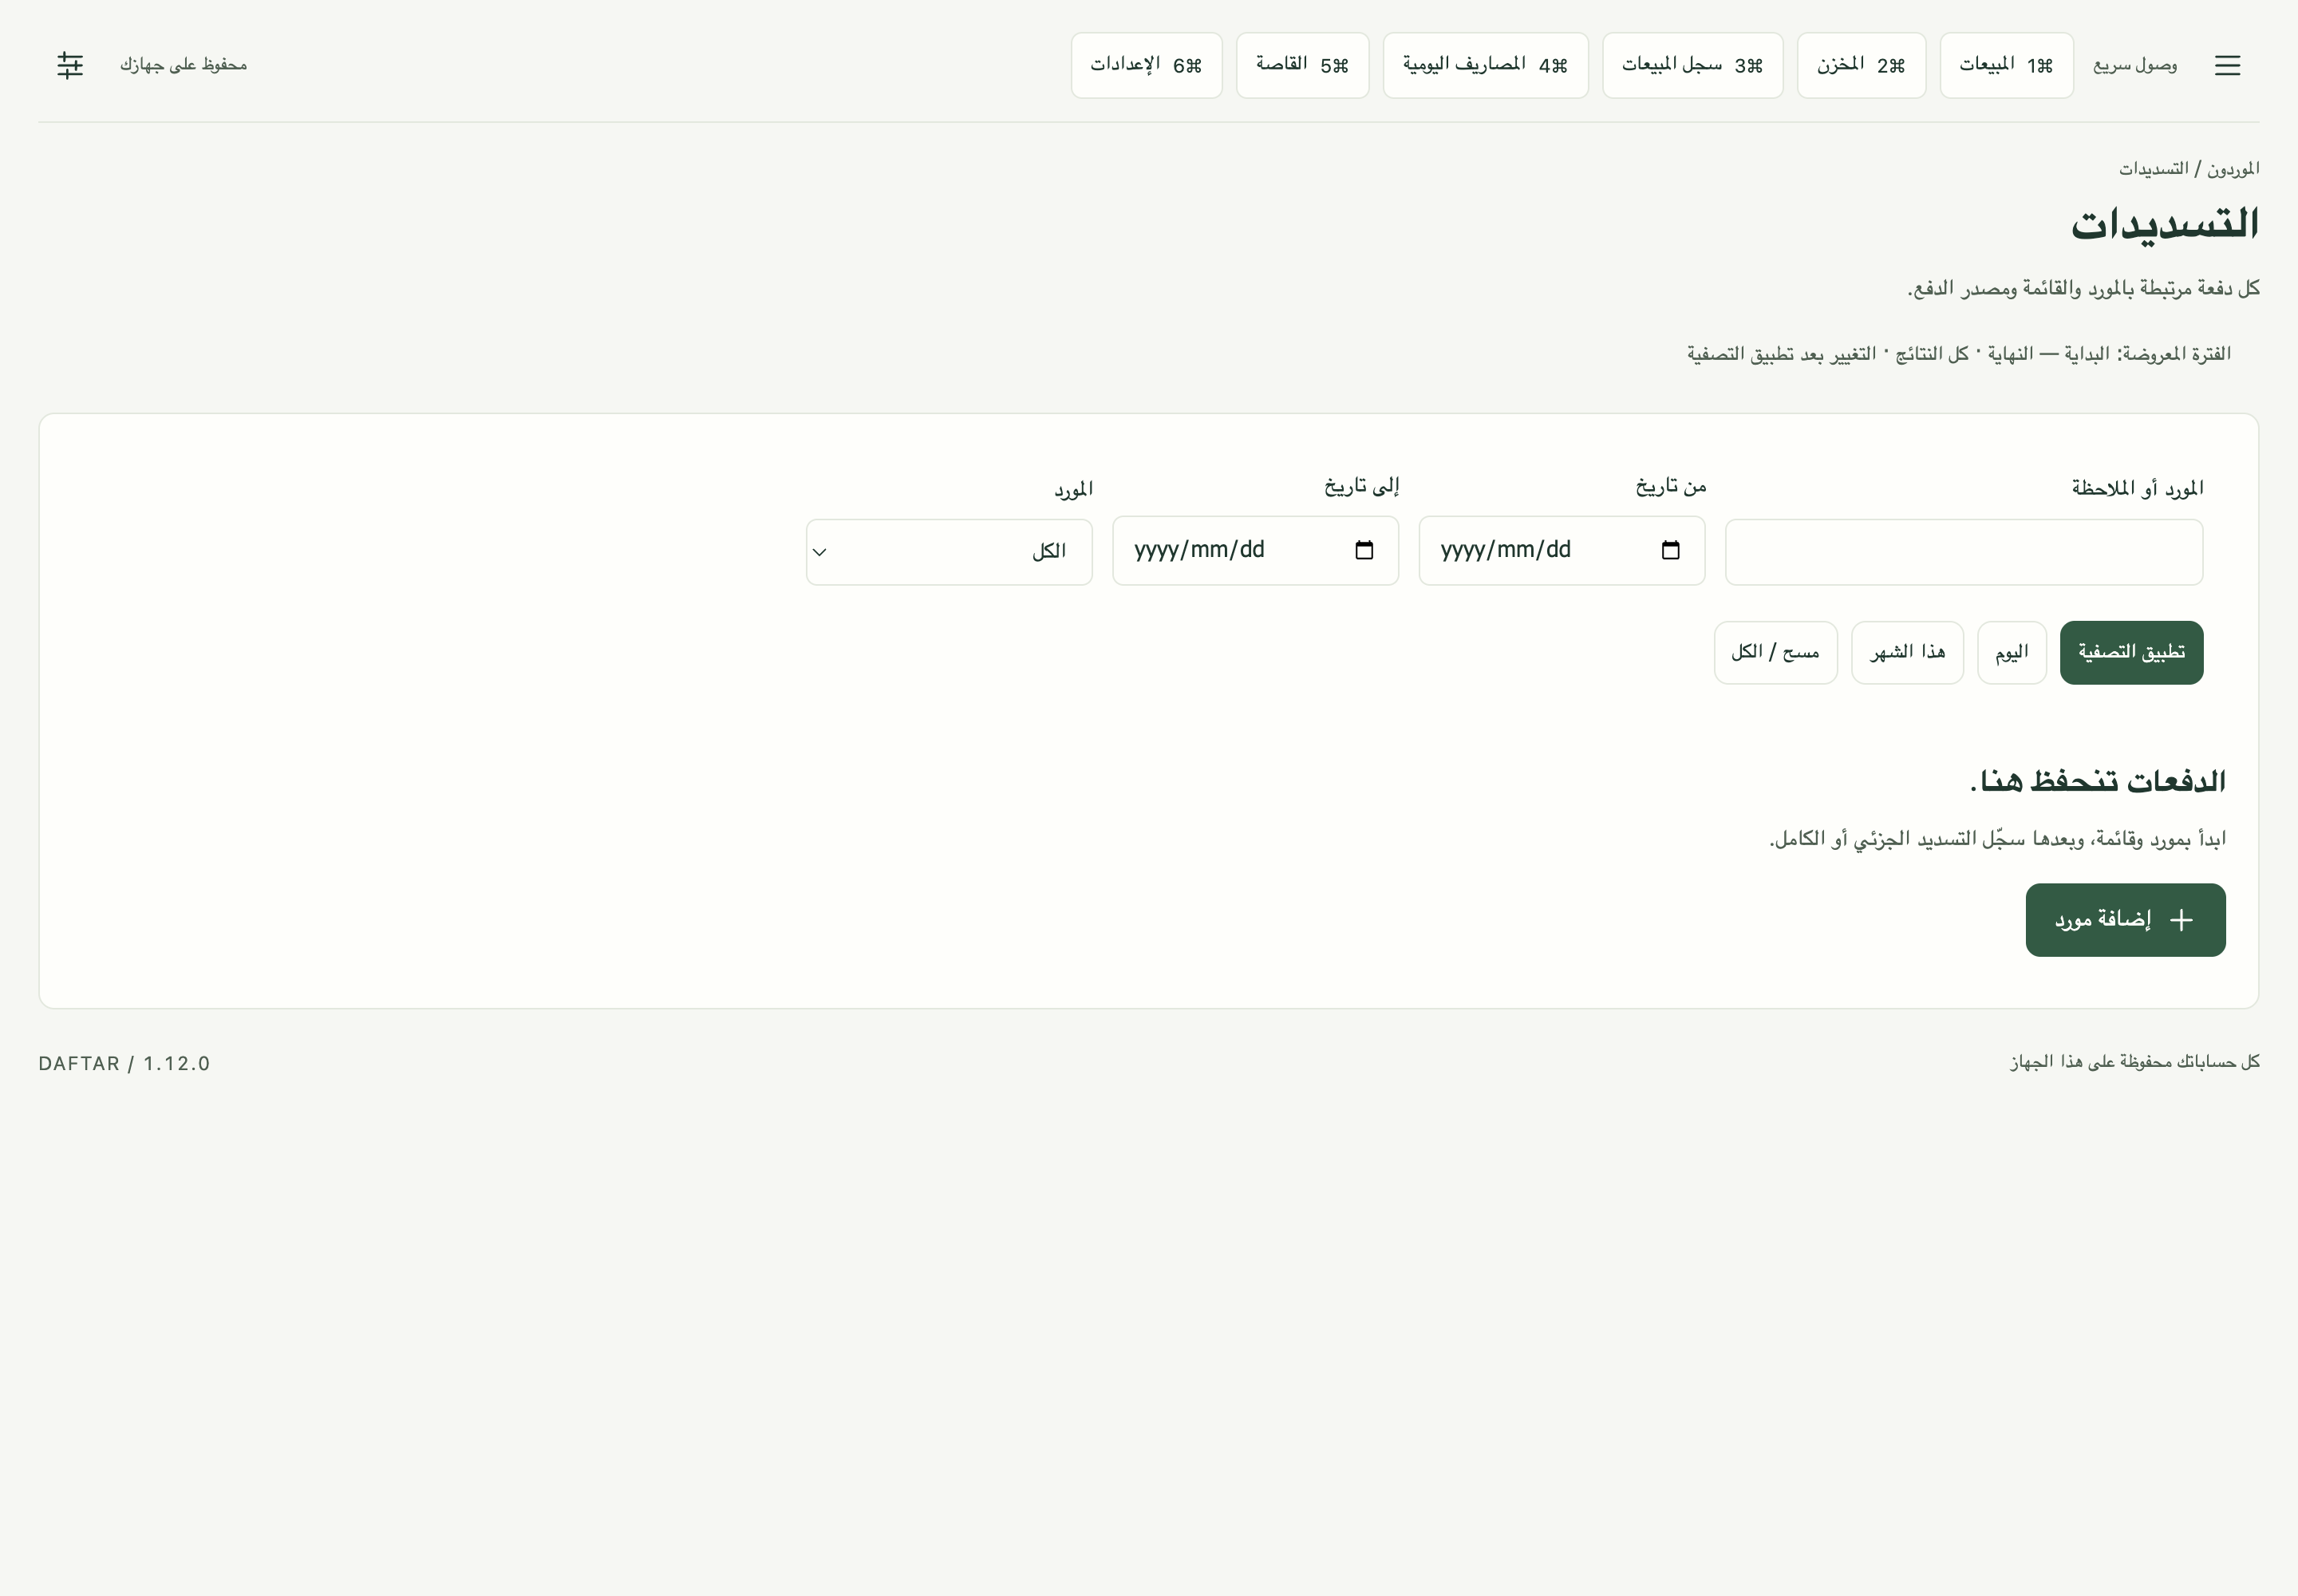 وصول سريع
⌘1 المبيعات
⌘2 المخزن
⌘3 سجل المبيعات
⌘4 المصاريف اليومية
⌘5 القاصة
⌘6 الإعدادات
محفوظ على جهازك
الموردون / التسديدات
التسديدات
كل دفعة مرتبطة بالمورد والقائمة ومصدر الدفع.
الفترة المعروضة: البداية — النهاية · كل النتائج · التغيير بعد تطبيق التصفية
المورد أو الملاحظة
من تاريخ
yyyy/mm/dd
إلى تاريخ
yyyy/mm/dd
المورد
الكل
تطبيق التصفية
اليوم
هذا الشهر
مسح / الكل
الدفعات تنحفظ هنا.
ابدأ بمورد وقائمة، وبعدها سجّل التسديد الجزئي أو الكامل.
إضافة مورد
كل حساباتك محفوظة على هذا الجهاز
DAFTAR / 1.12.0